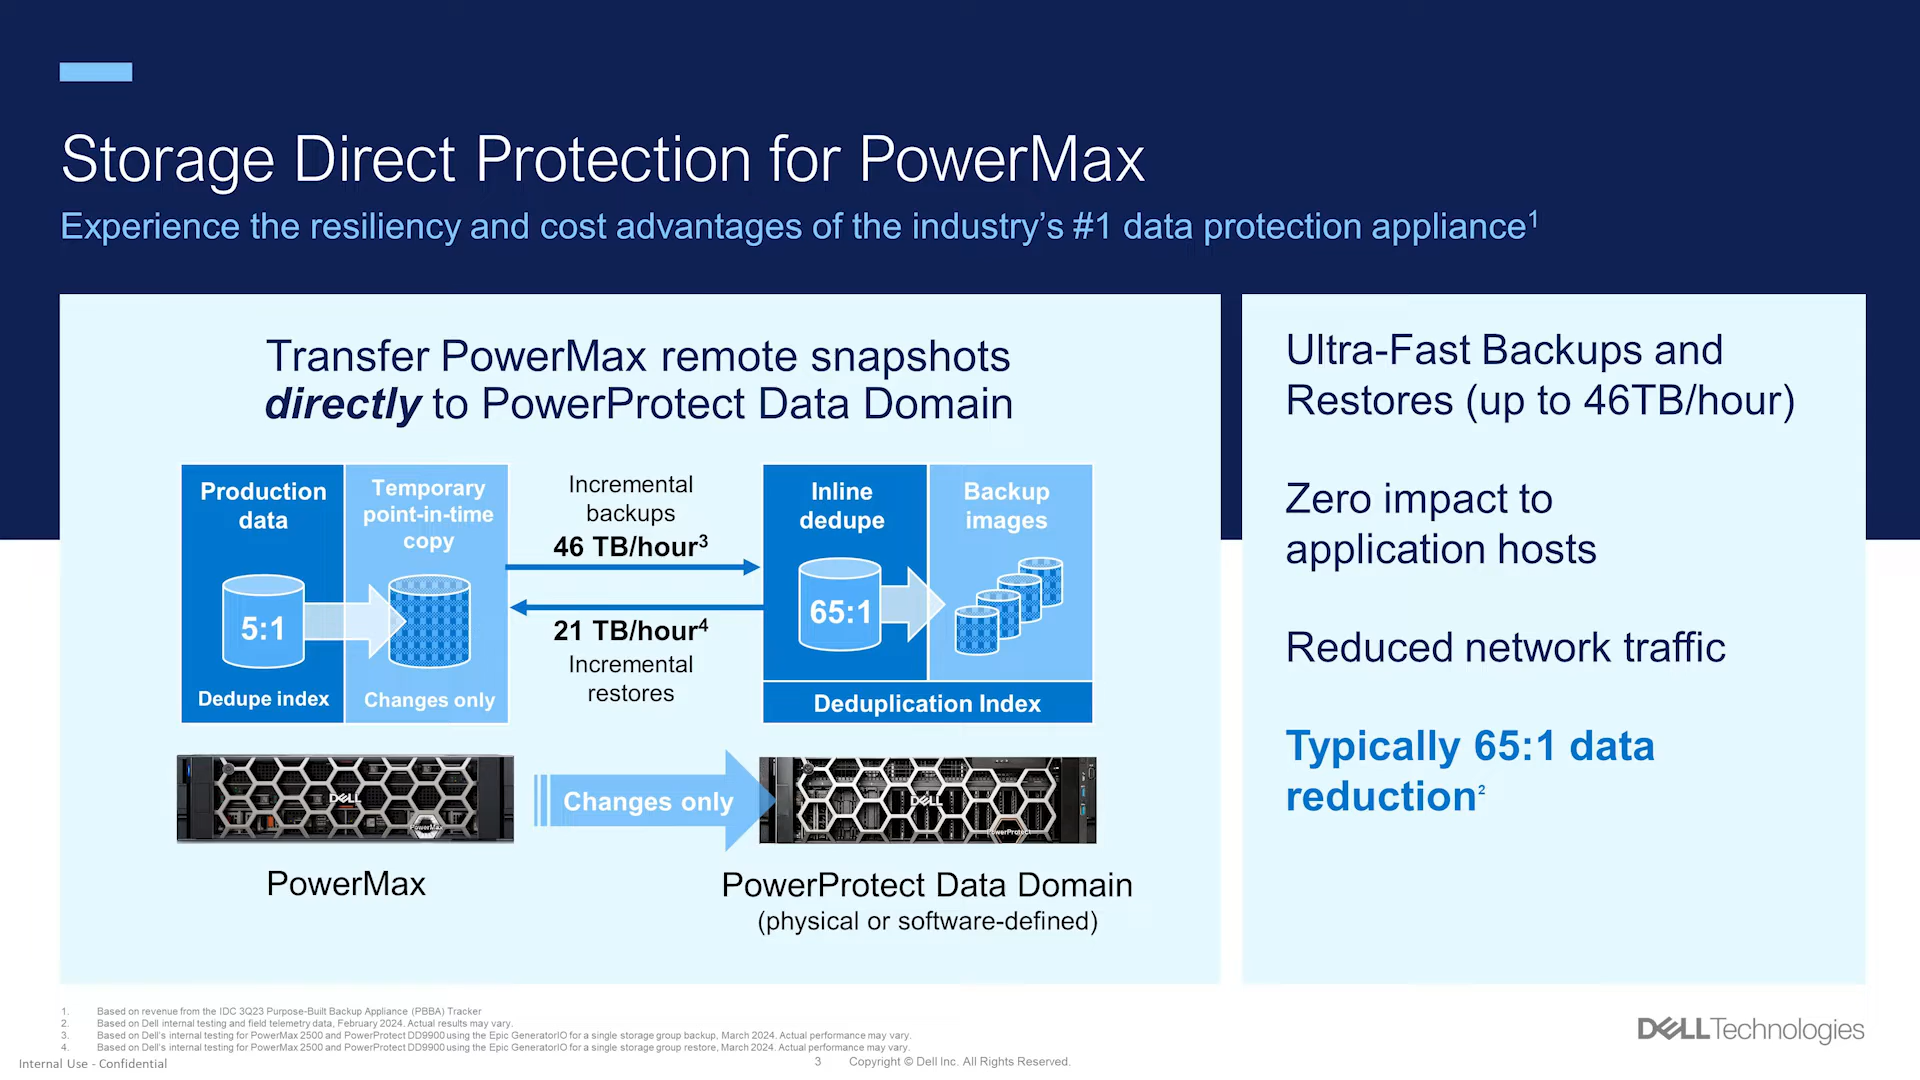 Storage Direct Protection for PowerMax
Experience the resiliency and cost advantages of the industry’s #1 data protection appliance1
Transfer PowerMax remote snapshots
directly to PowerProtect Data Domain
Production
data
5:1
Dedupe index
Temporary
point-in-time
copy
Changes only
Incremental
backups
46 TB/hour3
21 TB/hour4
Incremental
restores
Inline
dedupe
65:1
Backup
images
Deduplication Index
DELL
PowerMax
Changes only
DELL
PowerProtect
PowerMax
PowerProtect Data Domain
(physical or software-defined)
Ultra-Fast Backups and
Restores (up to 46TB/hour)
Zero impact to
application hosts
Reduced network traffic
Typically 65:1 data
reduction2
1. Based on revenue from the IDC 3Q23 Purpose-Built Backup Appliance (PBBA) Tracker
2. Based on Dell internal testing and field telemetry data, February 2024. Actual results may vary.
3. Based on Dell’s internal testing for PowerMax 2500 and PowerProtect DD9900 using the Epic GeneratorIO for a single storage group backup, March 2024. Actual performance may vary.
4. Based on Dell’s internal testing for PowerMax 2500 and PowerProtect DD9900 using the Epic GeneratorIO for a single storage group restore, March 2024. Actual performance may vary.
Internal Use - Confidential
3 Copyright © Dell Inc. All Rights Reserved.
DELLTechnologies